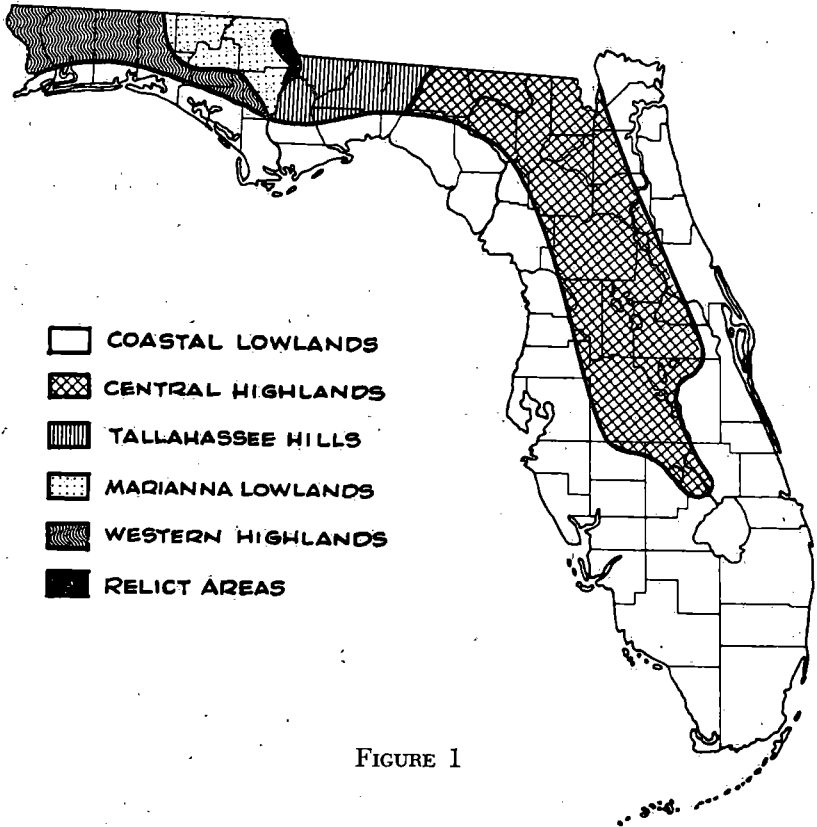 COASTAL LOWLANDS
CENTRAL HIGHLANDS
TALLAHASSEE HILLS
MARIANNA LOWLANDS
WESTERN HIGHLANDS
RELICT AREAS
FIGURE 1